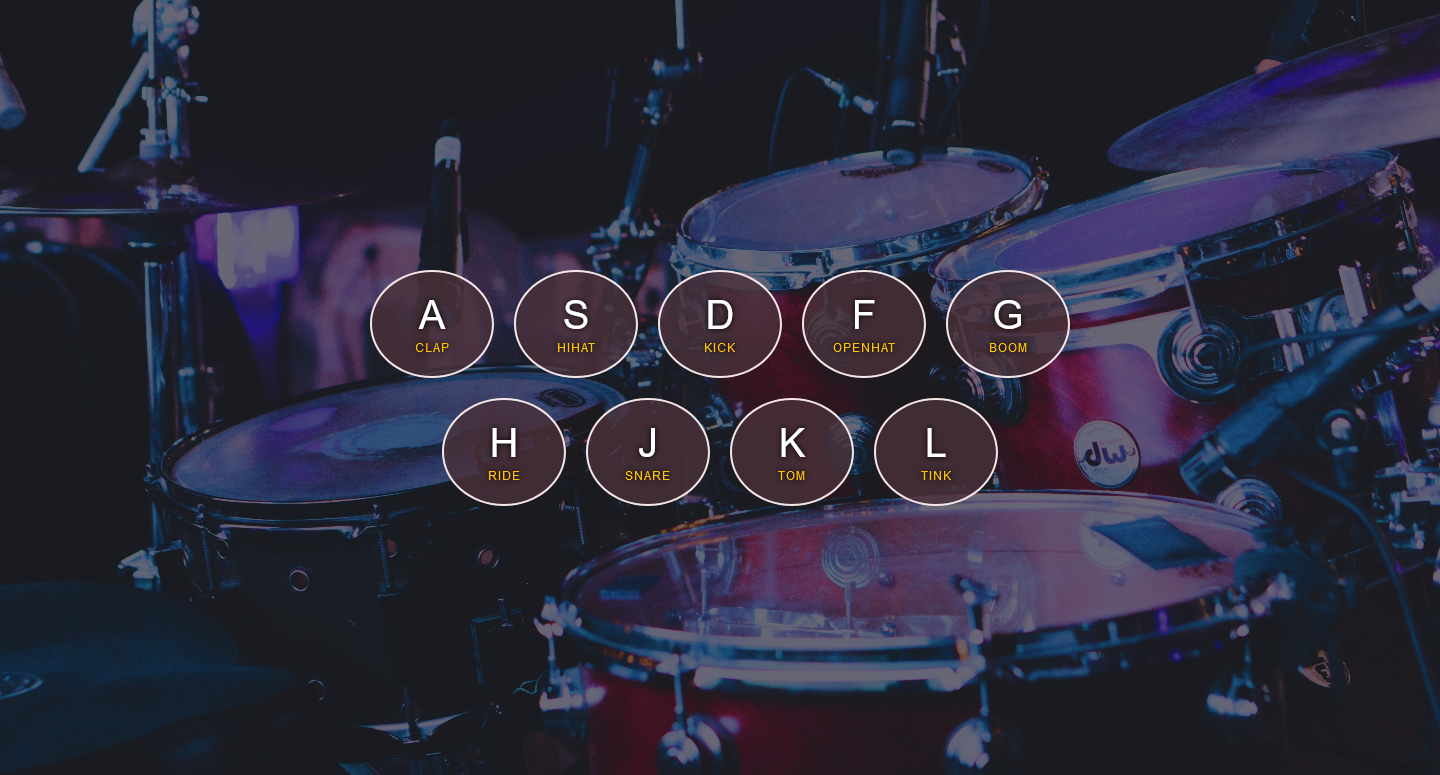 A S D F G
CLAP HIHAT KICK OPENHAT BOOM
H J K L
RIDE SNARE TOM TINK
dw